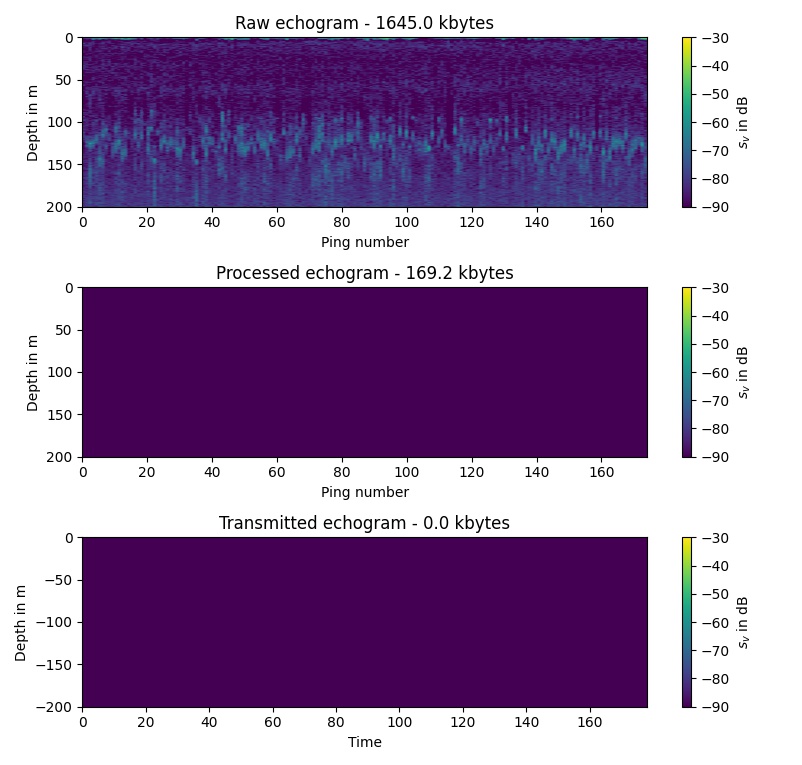 Raw echogram - 1645.0 kbytes
0
50
100
150
200
Depth in m
0 20 40 60 80 100 120 140 160
Ping number
−30
−40
−50
−60
−70
−80
−90
sv in dB
Processed echogram - 169.2 kbytes
0
50
100
150
200
Depth in m
0 20 40 60 80 100 120 140 160
Ping number
−30
−40
−50
−60
−70
−80
−90
sv in dB
Transmitted echogram - 0.0 kbytes
0
−50
−100
−150
−200
Depth in m
0 20 40 60 80 100 120 140 160
Time
−30
−40
−50
−60
−70
−80
−90
sv in dB